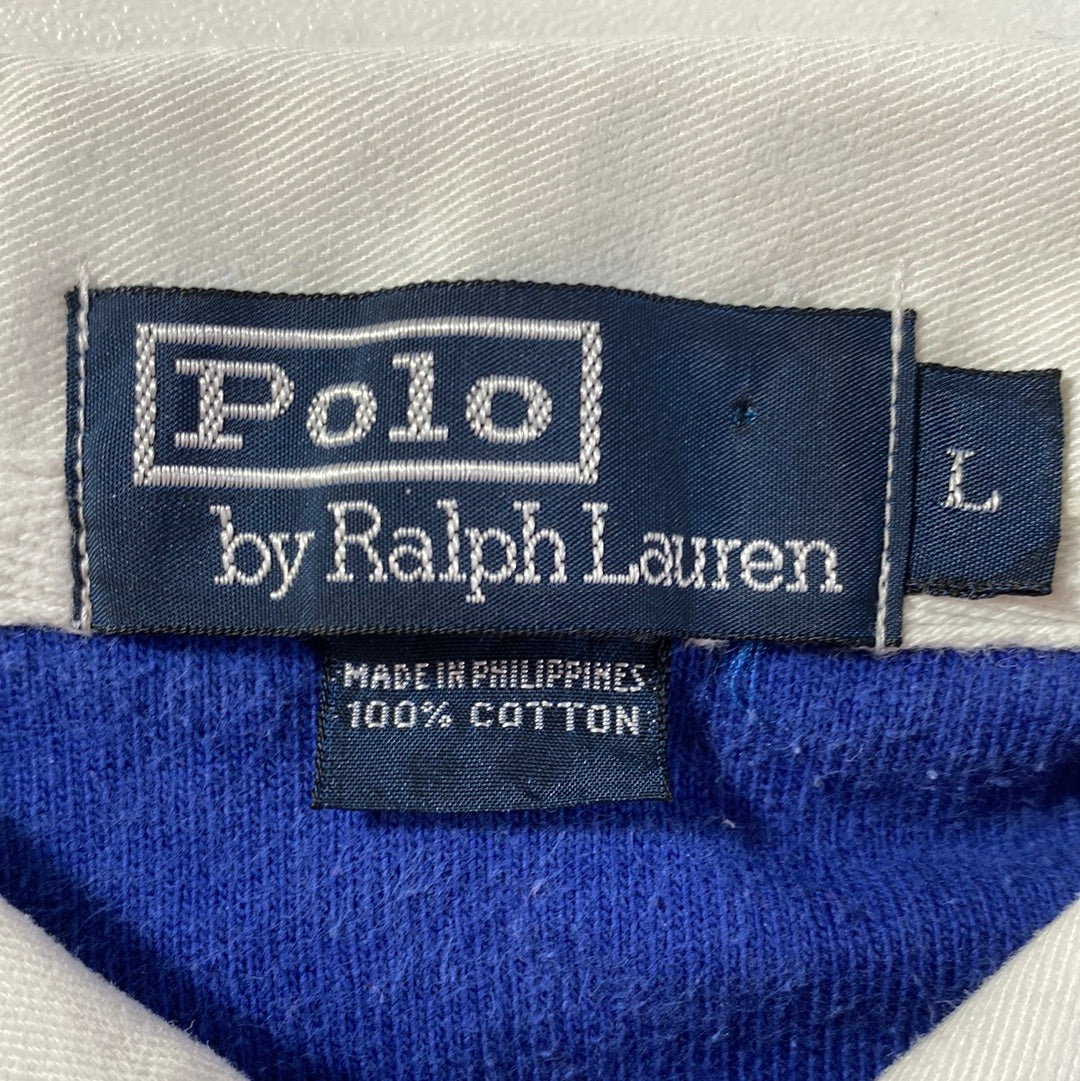 Polo
by Ralph Lauren
L
MADE IN PHILIPPINES
100% COTTON